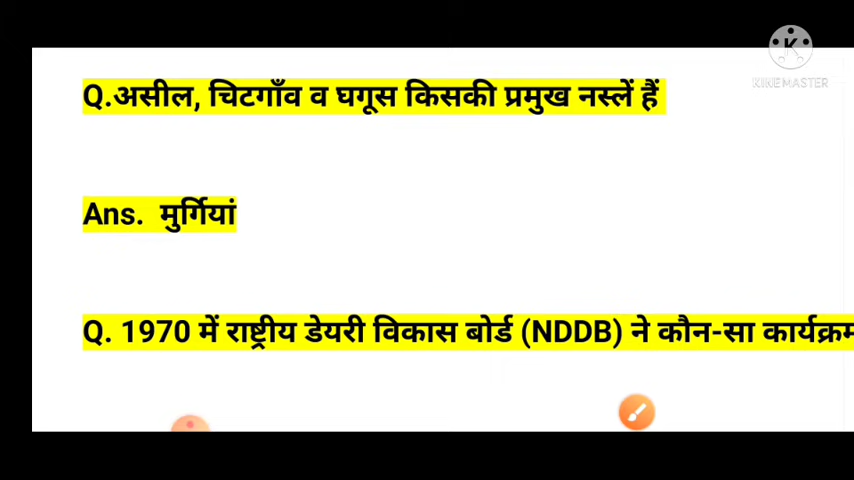 KINEMASTER
Q.असील, चिटगाँव व घगूस किसकी प्रमुख नस्लें हैं
Ans. मुर्गियां
Q. 1970 में राष्ट्रीय डेयरी विकास बोर्ड (NDDB) ने कौन-सा कार्यक्रम